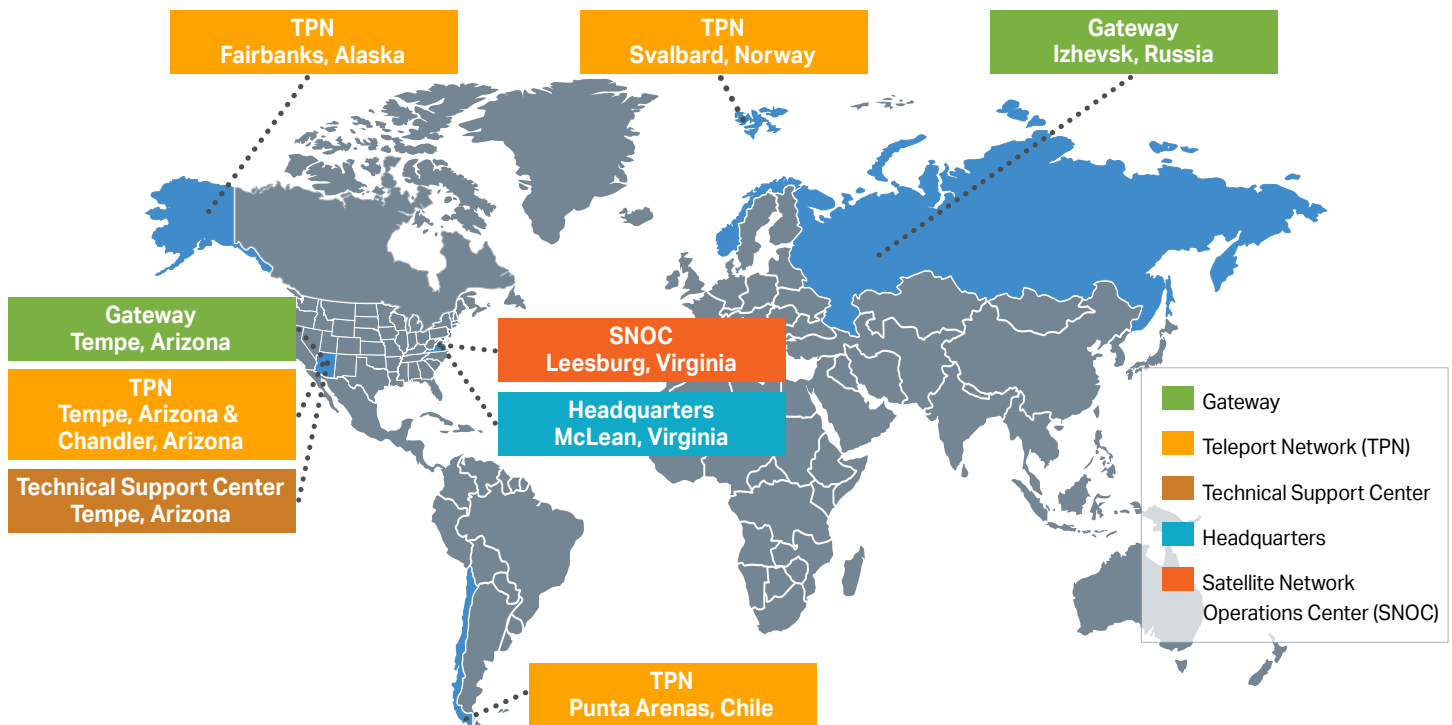 TPN
Fairbanks, Alaska
TPN
Svalbard, Norway
Gateway
Izhevsk, Russia
Gateway
Tempe, Arizona
TPN
Tempe, Arizona &
Chandler, Arizona
Technical Support Center
Tempe, Arizona
SNOC
Leesburg, Virginia
Headquarters
McLean, Virginia
TPN
Punta Arenas, Chile
Gateway
Teleport Network (TPN)
Technical Support Center
Headquarters
Satellite Network
Operations Center (SNOC)